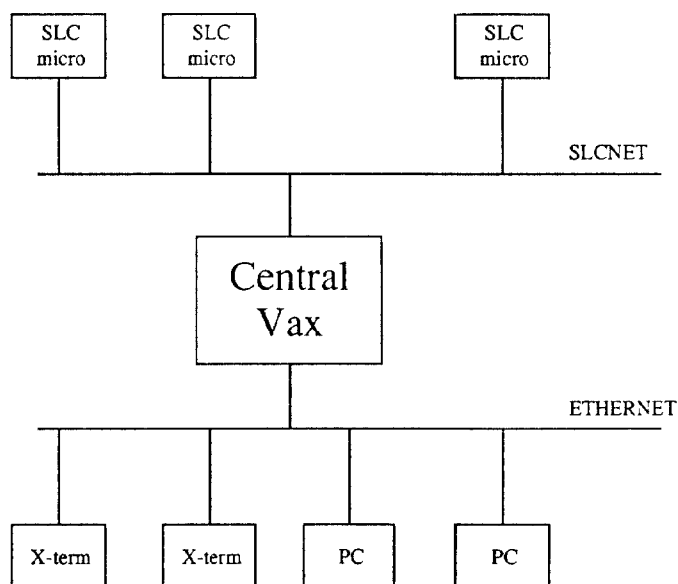 SLC
micro
SLC
micro
SLC
micro
SLCNET
Central
Vax
ETHERNET
X-term
X-term
PC
PC